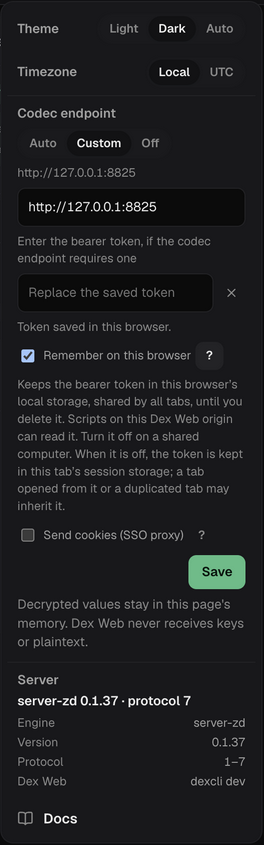 Theme Light Dark Auto
Timezone Local UTC
Codec endpoint
Auto Custom Off
http://127.0.0.1:8825
http://127.0.0.1:8825
Enter the bearer token, if the codec
endpoint requires one
Replace the saved token ×
Token saved in this browser.
Remember on this browser ?
Keeps the bearer token in this browser's
local storage, shared by all tabs, until you
delete it. Scripts on this Dex Web origin
can read it. Turn it off on a shared
computer. When it is off, the token is kept
in this tab's session storage; a tab
opened from it or a duplicated tab may
inherit it.
Send cookies (SSO proxy) ?
Save
Decrypted values stay in this page's
memory. Dex Web never receives keys
or plaintext.
Server
server-zd 0.1.37 · protocol 7
Engine server-zd
Version 0.1.37
Protocol 1–7
Dex Web dexcli dev
Docs